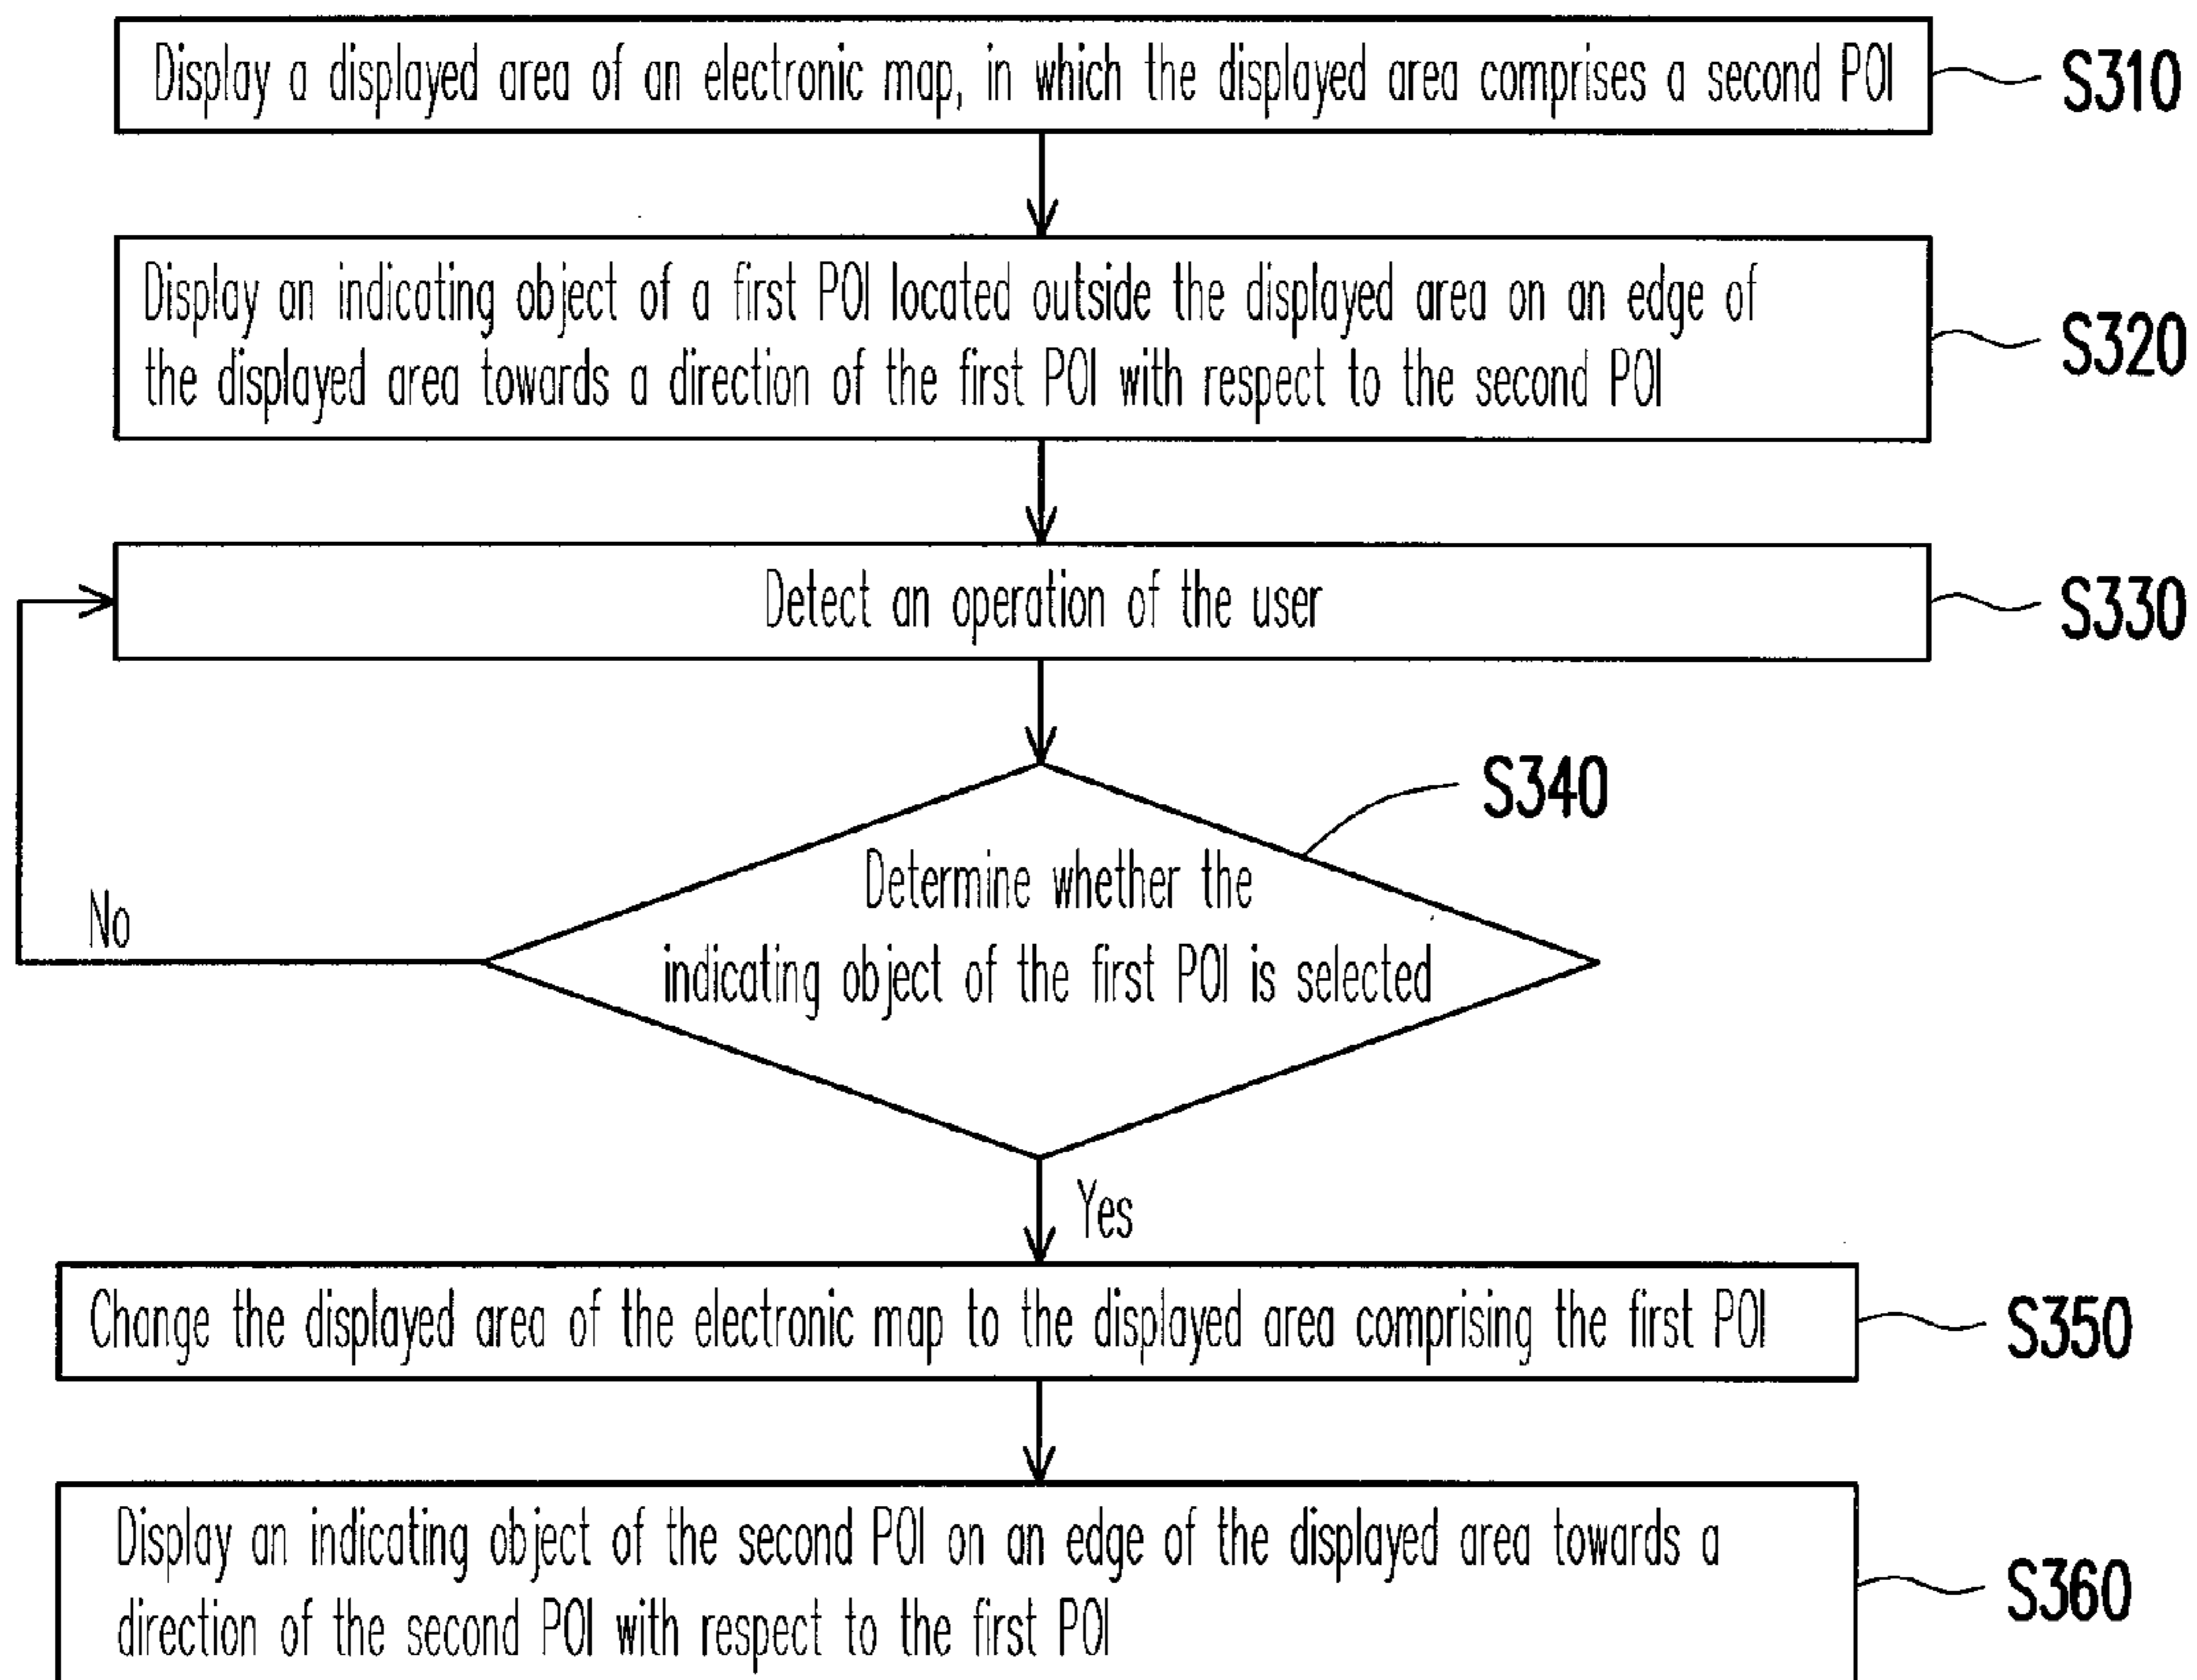 Display a displayed area of an electronic map, in which the displayed area comprises a second POI
S310
Display an indicating object of a first POI located outside the displayed area on an edge of
the displayed area towards a direction of the first POI with respect to the second POI
S320
Detect an operation of the user
S330
S340
Determine whether the
indicating object of the first POI is selected
No
Yes
Change the displayed area of the electronic map to the displayed area comprising the first POI
S350
Display an indicating object of the second POI on an edge of the displayed area towards a
direction of the second POI with respect to the first POI
S360